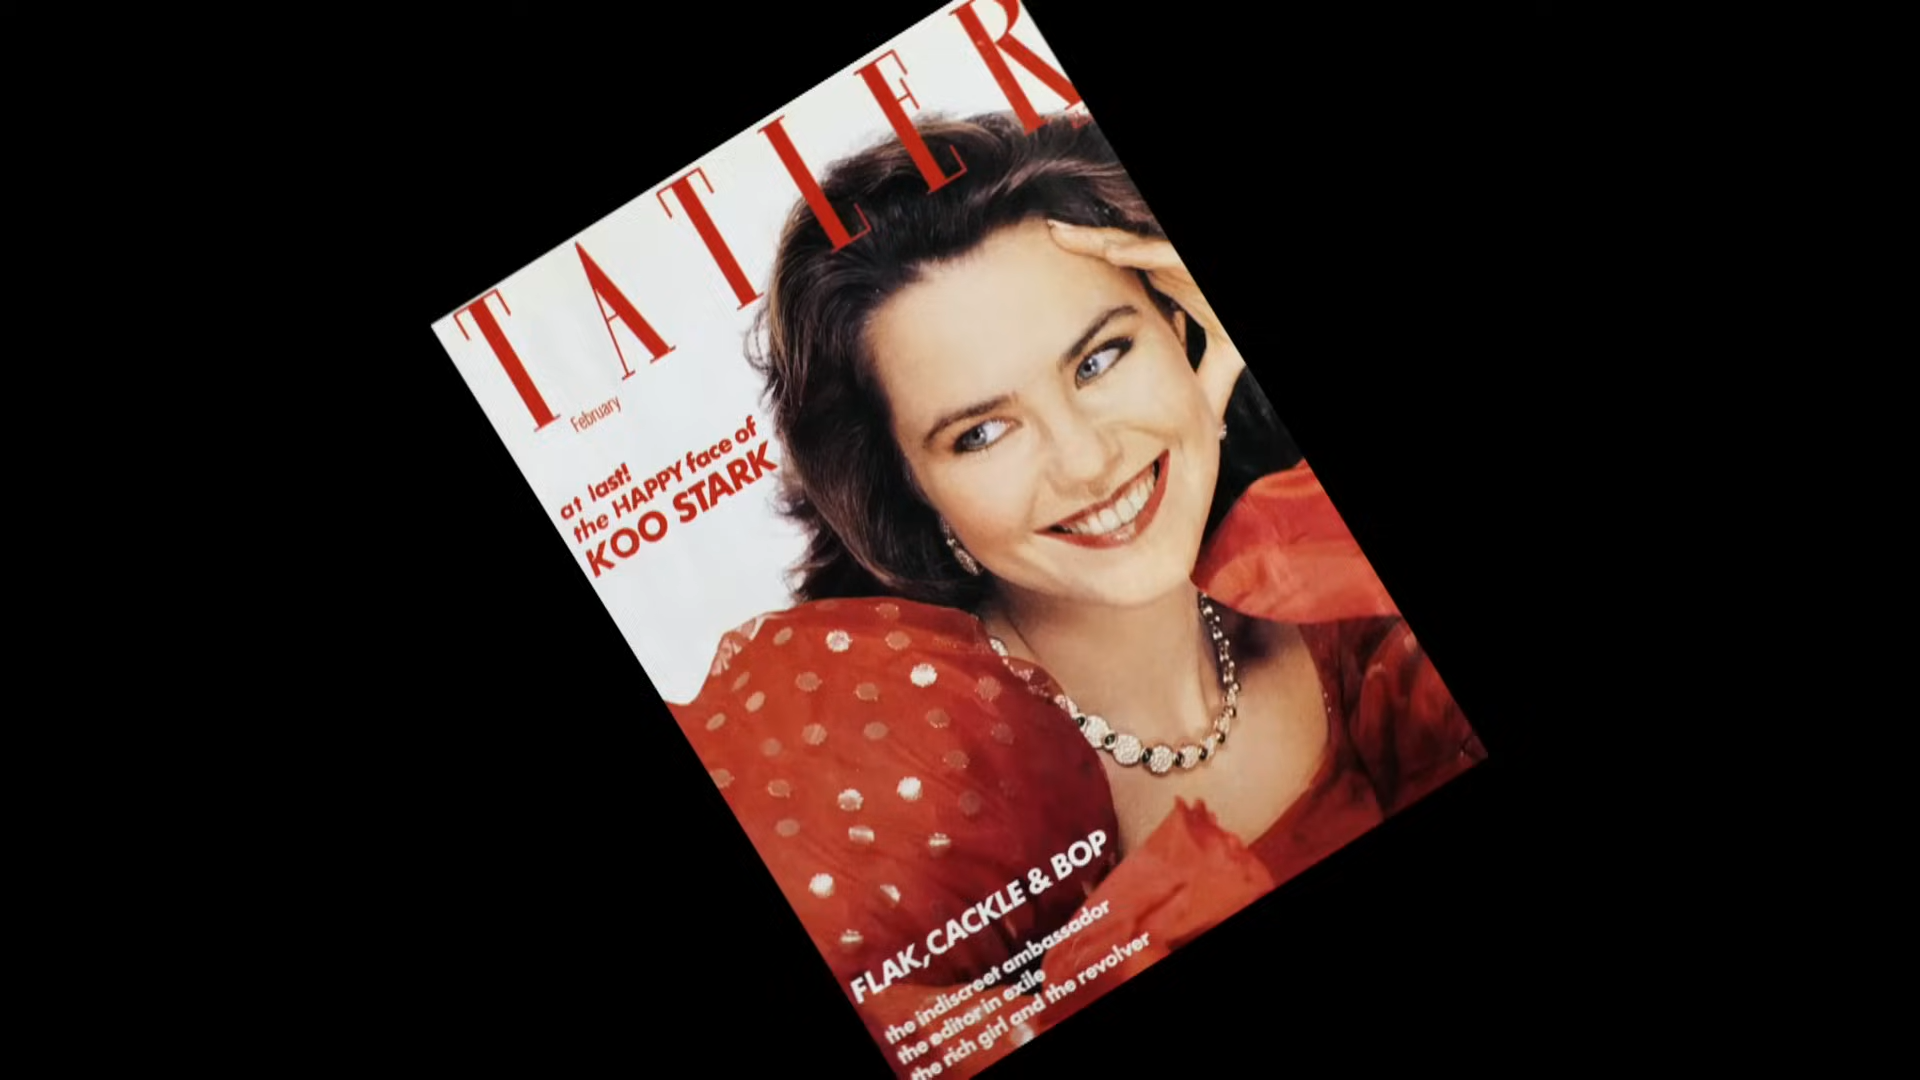 TATLER
February
at last!
the HAPPY face of
KOO STARK
FLAK, CACKLE & BOP
the indiscreet ambassador
the editor in exile
the rich girl and the revolver